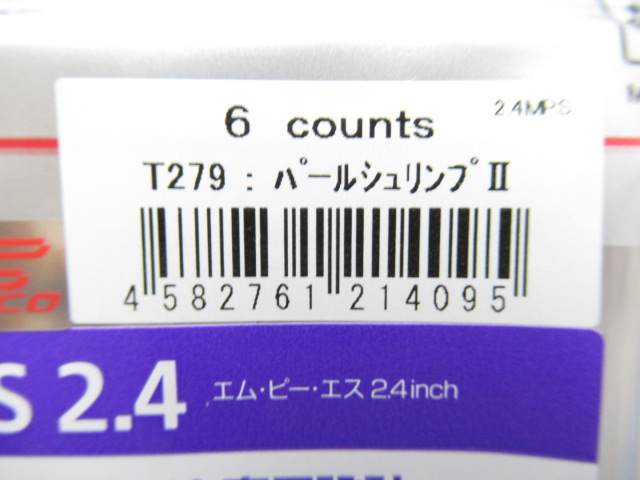 2.4MPS
6 counts
T279 : パールシュリンプⅡ
4 582761 214095
CO
S 2.4 エム・ピー・エス 2.4inch